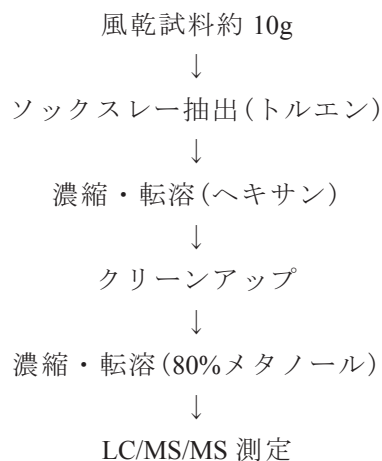 風乾試料約 10g
↓
ソックスレー抽出(トルエン)
↓
濃縮・転溶(ヘキサン)
↓
クリーンアップ
↓
濃縮・転溶(80%メタノール)
↓
LC/MS/MS 測定